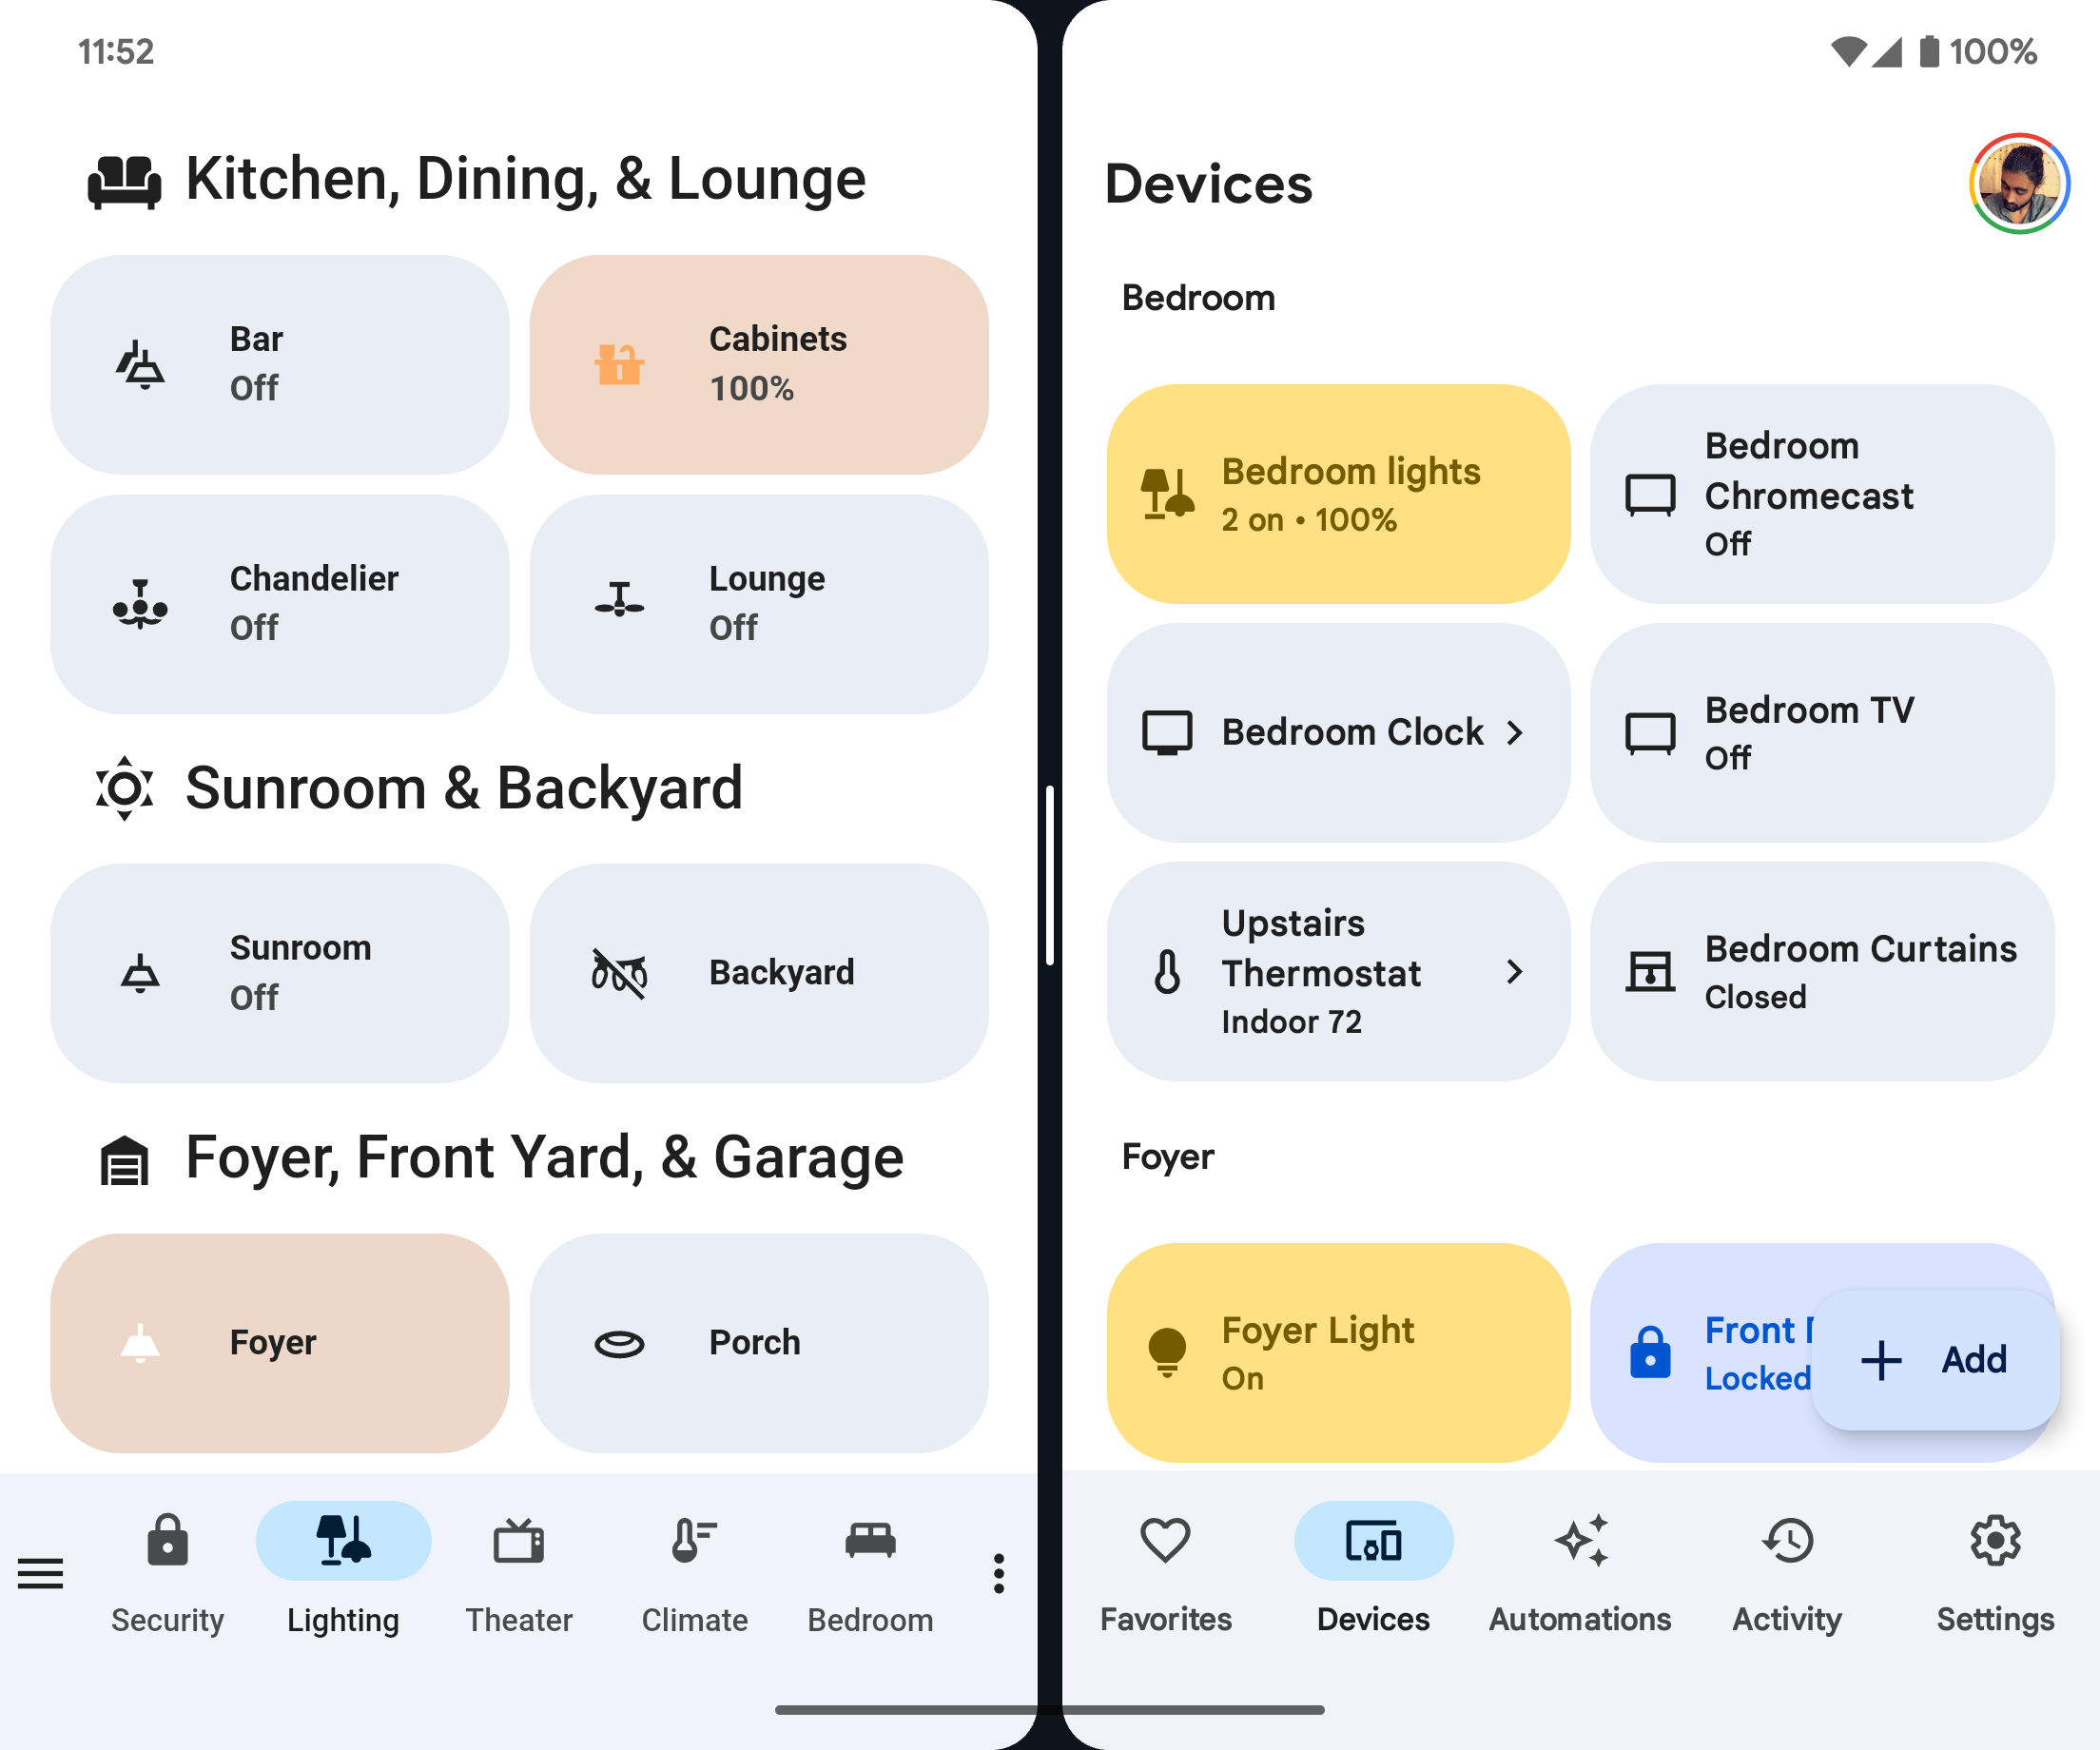 11:52
100%
Kitchen, Dining, & Lounge
Bar
Off
Cabinets
100%
Chandelier
Off
Lounge
Off
Sunroom & Backyard
Sunroom
Off
Backyard
Foyer, Front Yard, & Garage
Foyer
Porch
Security
Lighting
Theater
Climate
Bedroom
Devices
Bedroom
Bedroom lights
2 on • 100%
Bedroom
Chromecast
Off
Bedroom Clock
Bedroom TV
Off
Upstairs
Thermostat
Indoor 72
Bedroom Curtains
Closed
Foyer
Foyer Light
On
Front
Locked
Add
Favorites
Devices
Automations
Activity
Settings